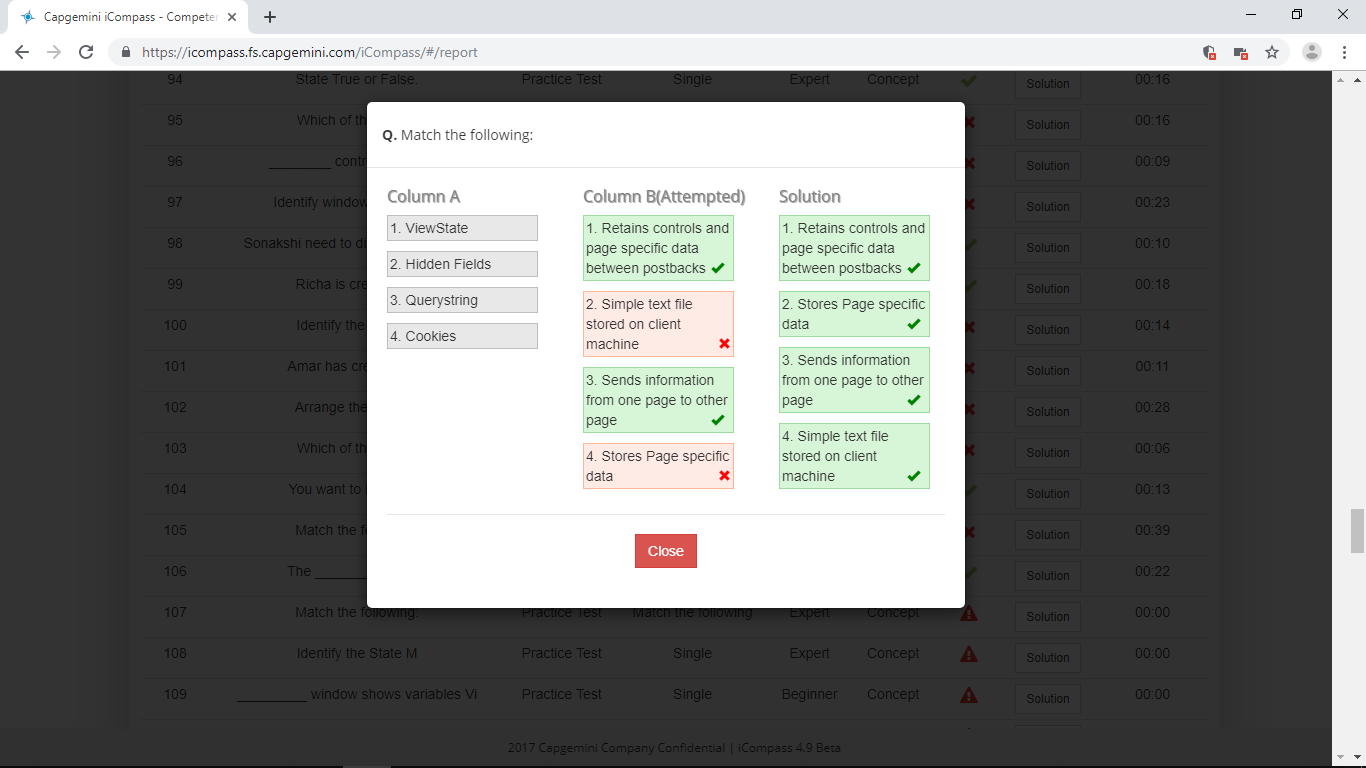 Capgemini iCompass - Competen
https://icompass.fs.capgemini.com/iCompass/#/report
94 State True or False. Practice Test Single Expert Concept Solution 00:16
95 Which of th Solution 00:16
96 ________ contr Solution 00:09
97 Identify window Solution 00:23
98 Sonakshi need to di Solution 00:10
99 Richa is cre Solution 00:18
100 Identify the Solution 00:14
101 Amar has cre Solution 00:11
102 Arrange the Solution 00:28
103 Which of th Solution 00:06
104 You want to Solution 00:13
105 Match the f Solution 00:39
106 The _______ Solution 00:22
107 Match the following. Practice Test Match the following Expert Concept Solution 00:00
108 Identify the State M Practice Test Single Expert Concept Solution 00:00
109 _________ window shows variables Vi Practice Test Single Beginner Concept Solution 00:00
Q. Match the following:
Column A
1. ViewState
2. Hidden Fields
3. Querystring
4. Cookies
Column B(Attempted)
1. Retains controls and
page specific data
between postbacks
2. Simple text file
stored on client
machine
3. Sends information
from one page to other
page
4. Stores Page specific
data
Solution
1. Retains controls and
page specific data
between postbacks
2. Stores Page specific
data
3. Sends information
from one page to other
page
4. Simple text file
stored on client
machine
Close
2017 Capgemini Company Confidential | iCompass 4.9 Beta